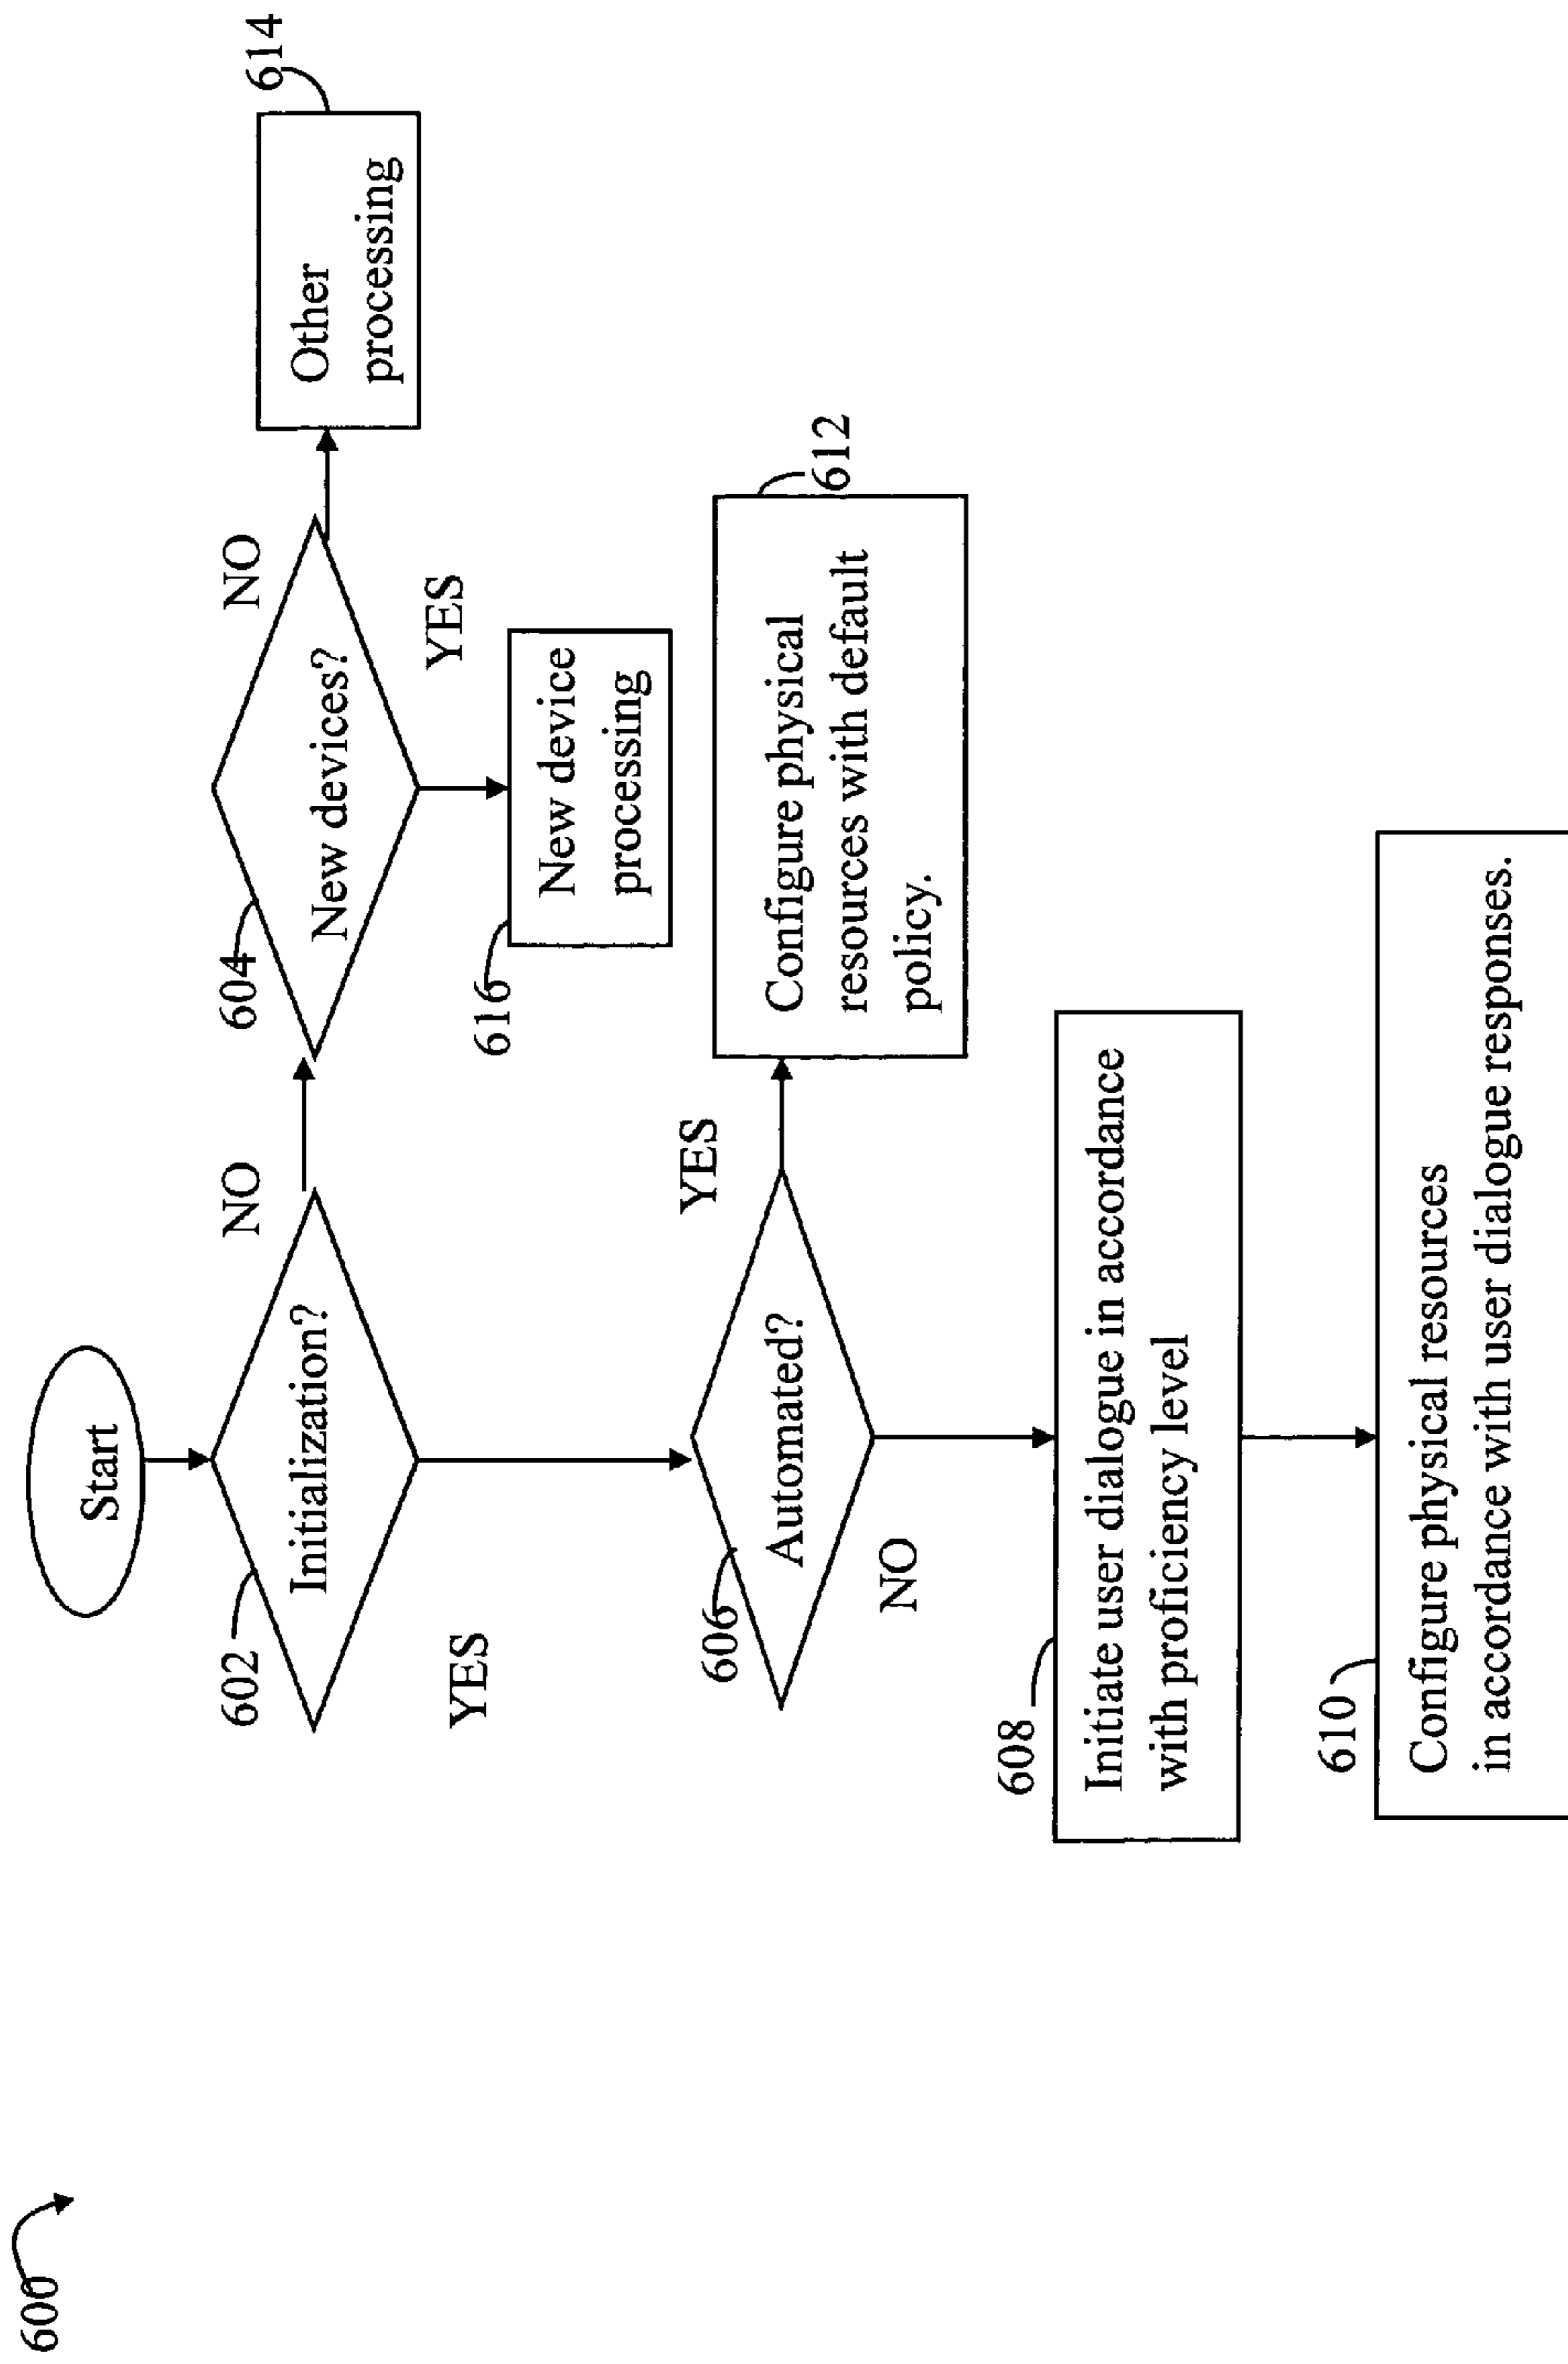 600
Start
602
Initialization?
NO
YES
604
New devices?
NO
YES
Other
processing
614
616
New device
processing
606
Automated?
YES
NO
Configure physical
resources with default
policy.
612
608
Initiate user dialogue in accordance
with proficiency level
610
Configure physical resources
in accordance with user dialogue responses.